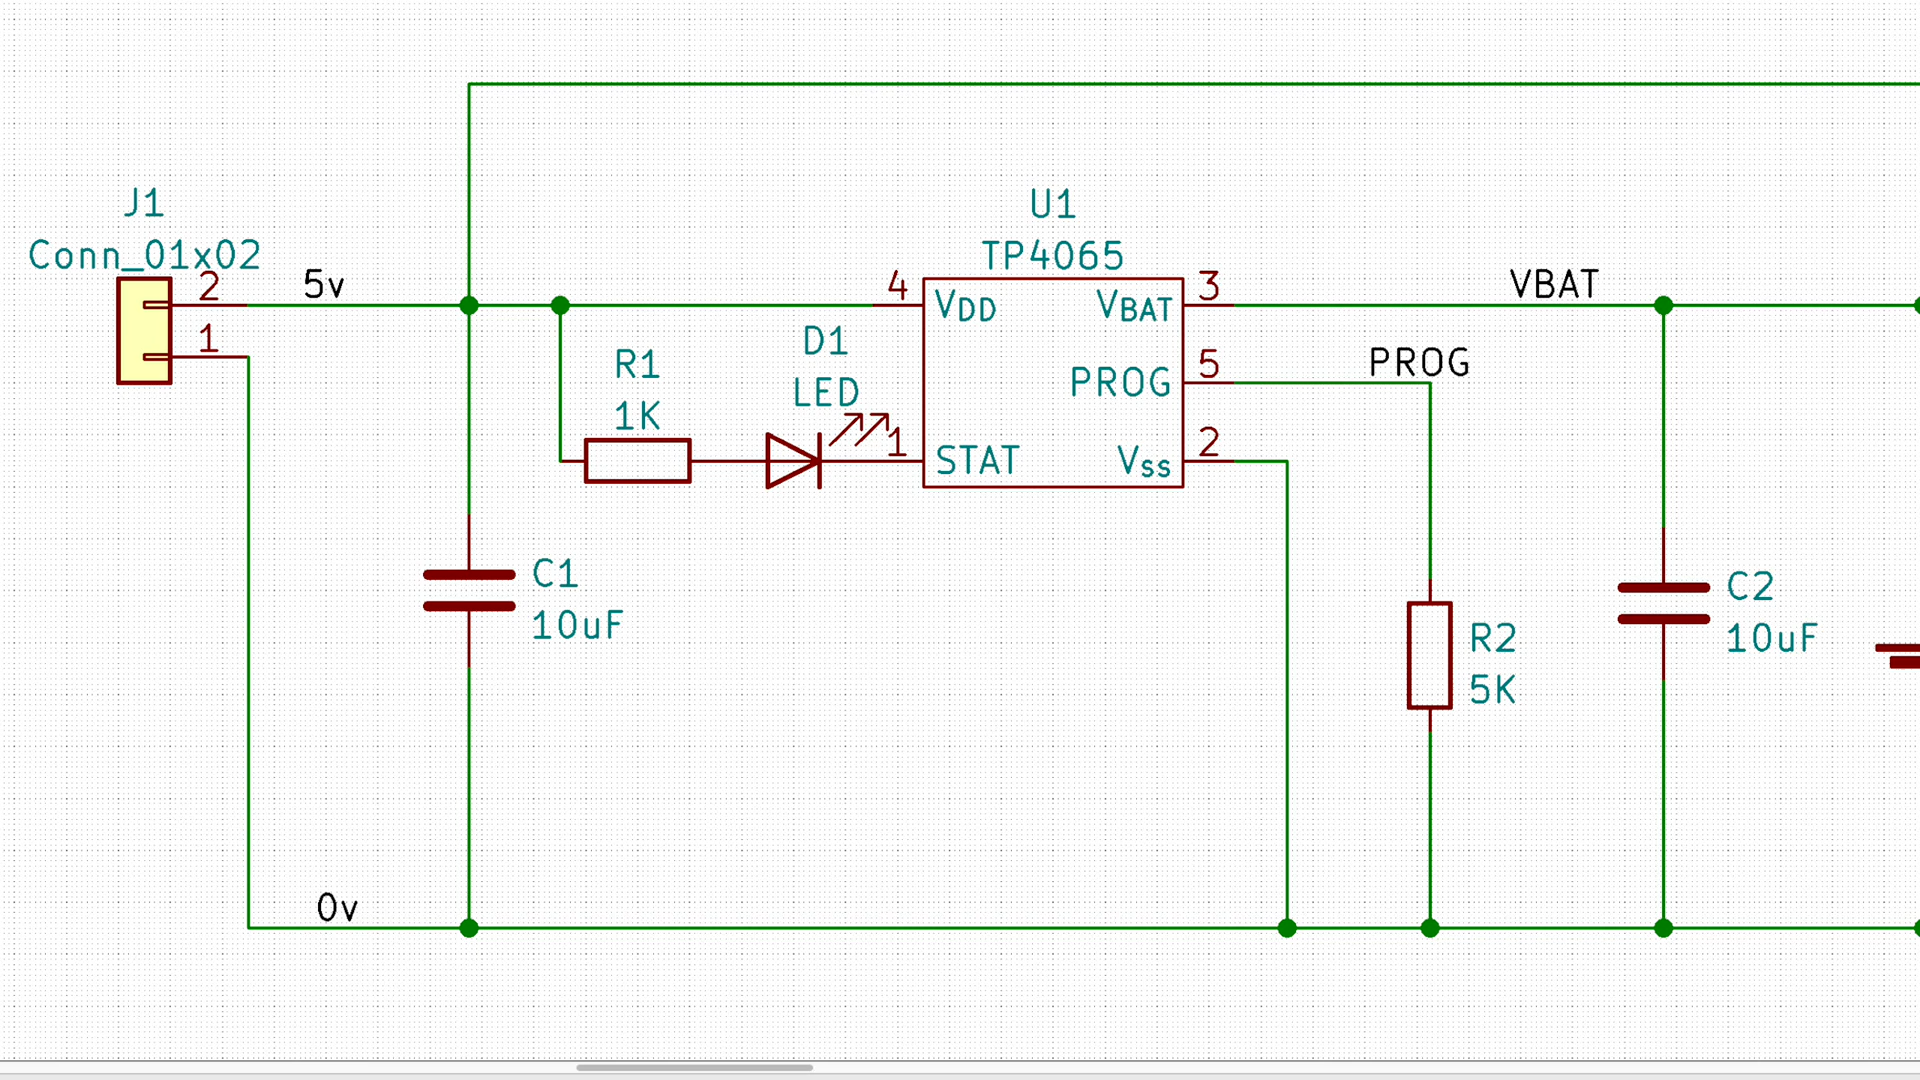 J1
Conn_01x02
2
1
5v
0v
C1
10uF
R1
1K
D1
LED
U1
TP4065
4
VDD
1
STAT
VBAT
3
PROG
5
Vss
2
VBAT
PROG
R2
5K
C2
10uF